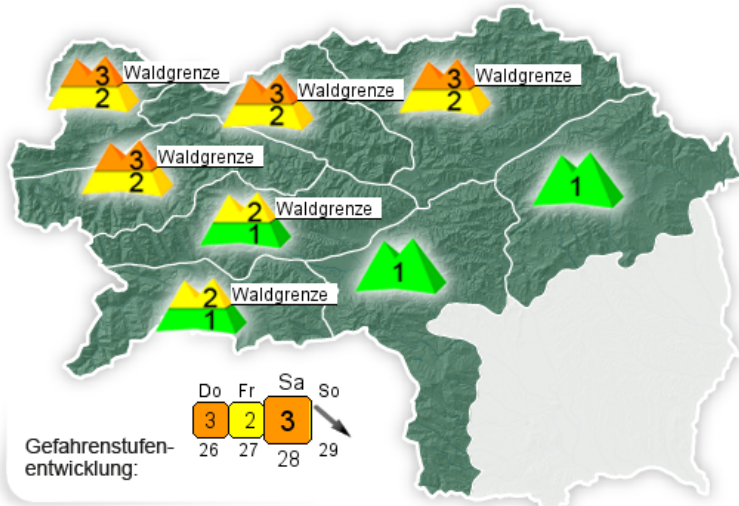 3 Waldgrenze
2
3 Waldgrenze
2
3 Waldgrenze
2
3 Waldgrenze
2
1
2 Waldgrenze
1
1
2 Waldgrenze
1
Do Fr Sa So
3 2 3
26 27 28 29
Gefahrenstufen-
entwicklung: